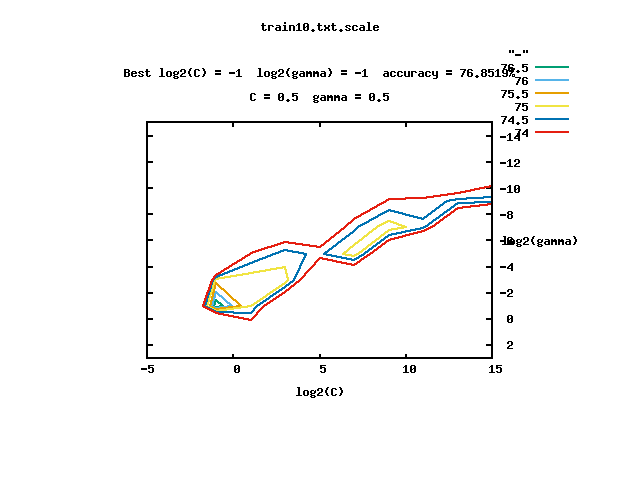 train10.txt.scale
"-"
Best log2(C) = -1  log2(gamma) = -1  accuracy = 76.8519%
76.5
76
75.5
C = 0.5  gamma = 0.5
75
74.5
74
-14
-12
-10
-8
-6
log2(gamma)
-4
-2
0
2
-5 0 5 10 15
log2(C)